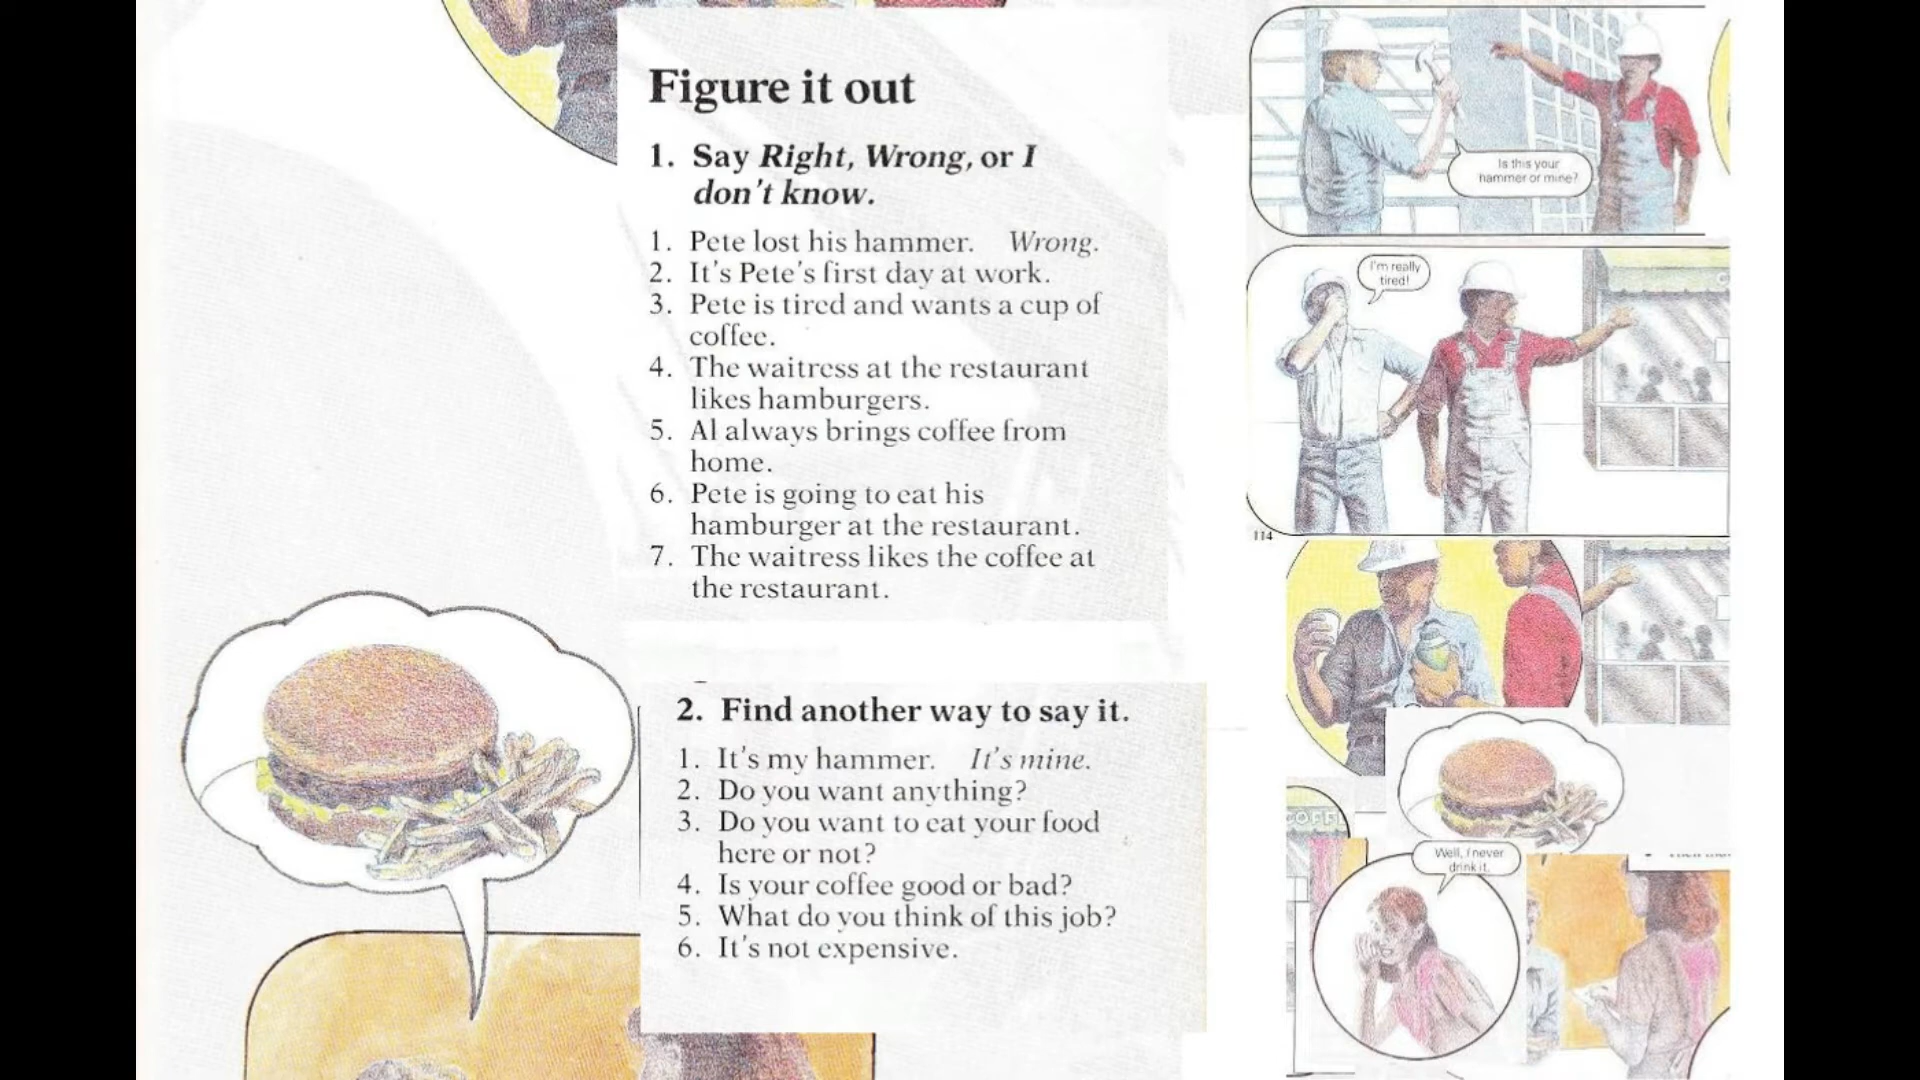 Figure it out
1. Say Right, Wrong, or I
don't know.
1. Pete lost his hammer. Wrong.
2. It's Pete's first day at work.
3. Pete is tired and wants a cup of
coffee.
4. The waitress at the restaurant
likes hamburgers.
5. Al always brings coffee from
home.
6. Pete is going to eat his
hamburger at the restaurant.
7. The waitress likes the coffee at
the restaurant.
2. Find another way to say it.
1. It's my hammer. It's mine.
2. Do you want anything?
3. Do you want to eat your food
here or not?
4. Is your coffee good or bad?
5. What do you think of this job?
6. It's not expensive.
Is this your
hammer or mine?
I'm really
tired!
114
Well, I never
drink it.